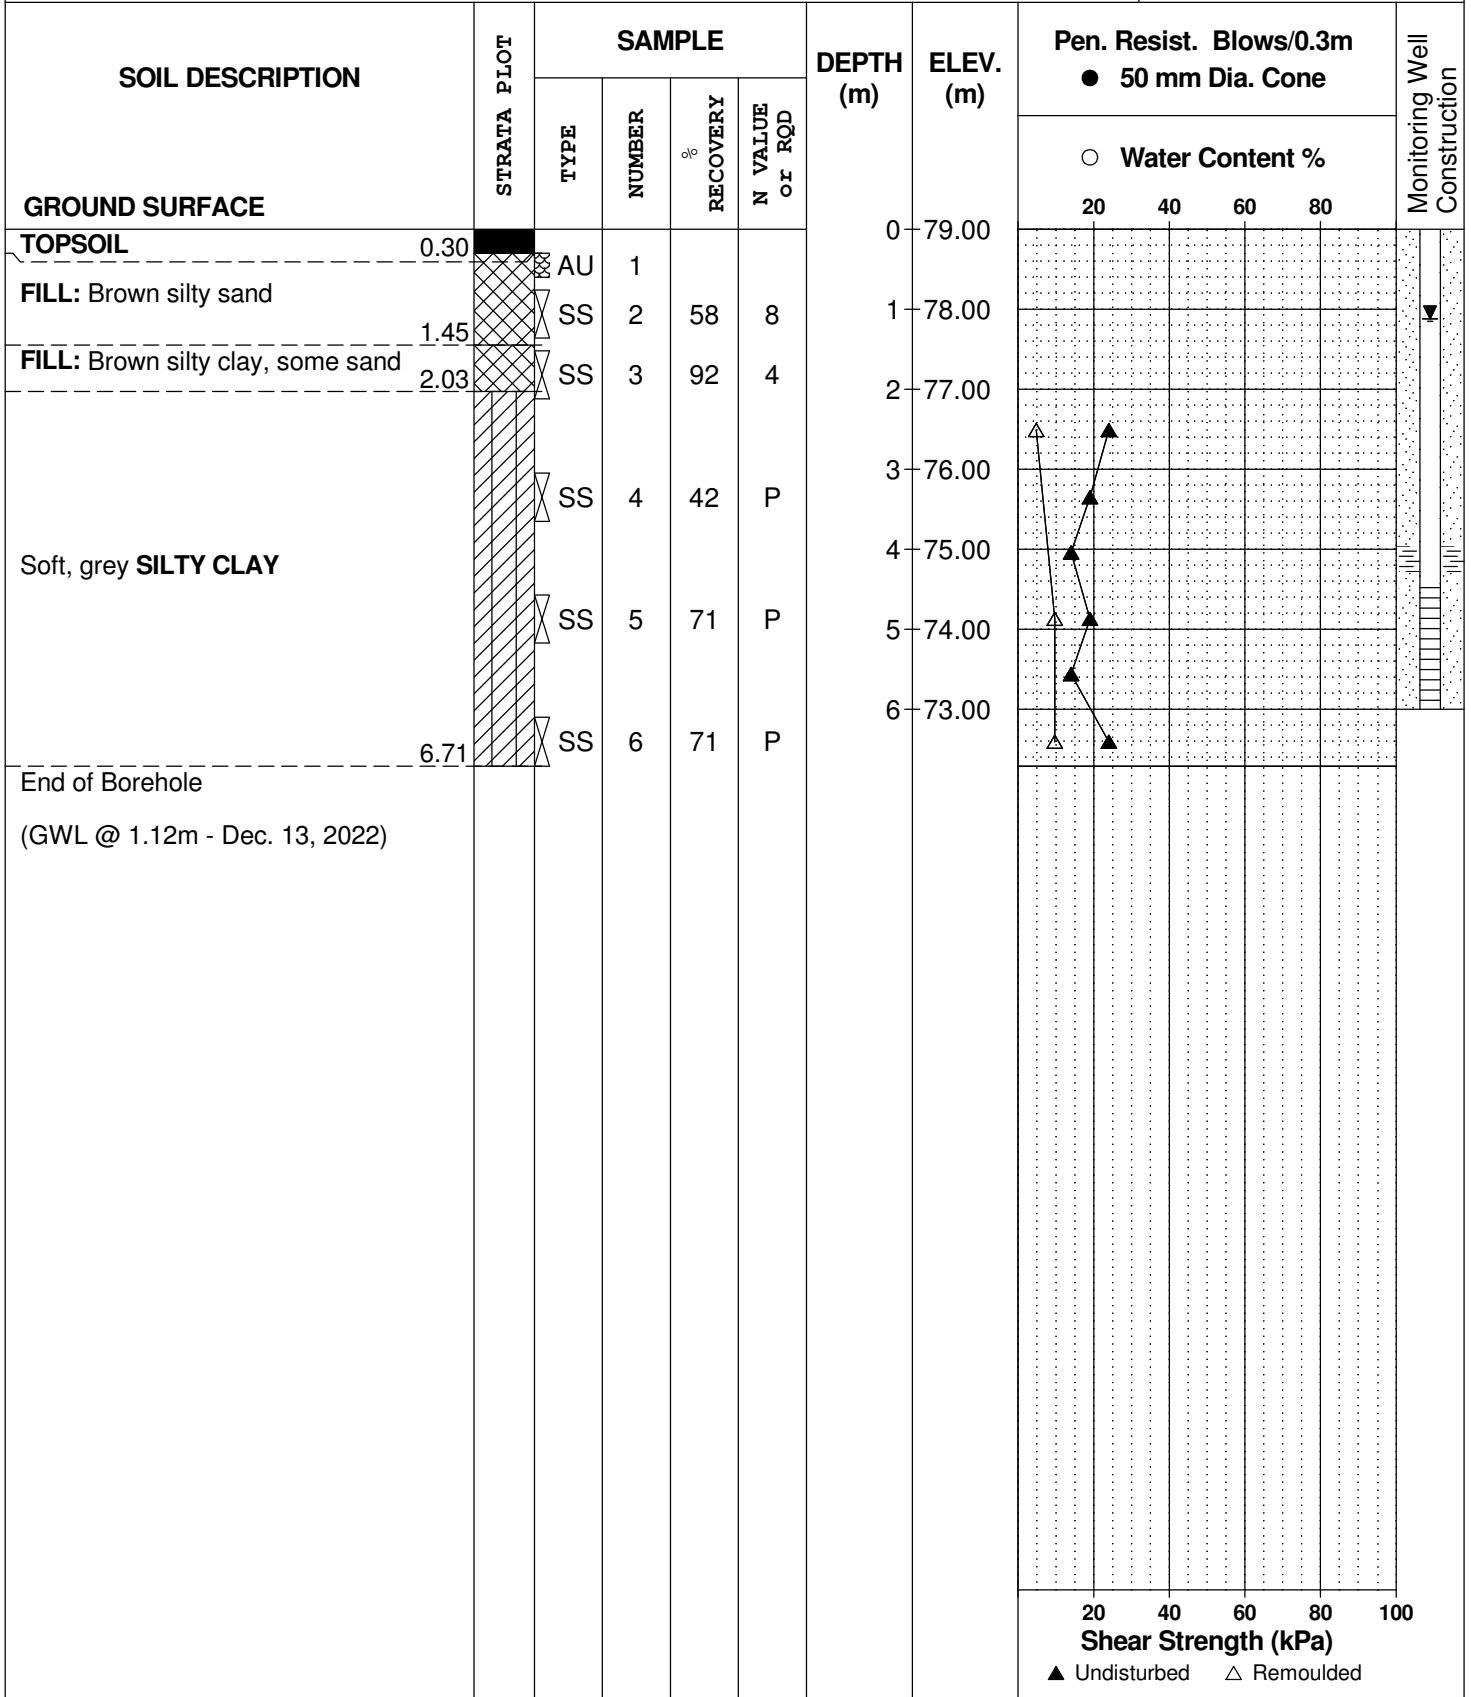 SOIL DESCRIPTION
GROUND SURFACE
STRATA PLOT
SAMPLE
TYPE
NUMBER
% RECOVERY
N VALUE or RQD
DEPTH (m)
ELEV. (m)
Pen. Resist. Blows/0.3m
● 50 mm Dia. Cone
○ Water Content %
20 40 60 80
Monitoring Well Construction
0 79.00
TOPSOIL 0.30
AU 1
FILL: Brown silty sand
SS 2 58 8
1 78.00
1.45
FILL: Brown silty clay, some sand 2.03
SS 3 92 4
2 77.00
3 76.00
SS 4 42 P
4 75.00
Soft, grey SILTY CLAY
SS 5 71 P
5 74.00
6 73.00
6.71
SS 6 71 P
End of Borehole
(GWL @ 1.12m - Dec. 13, 2022)
20 40 60 80 100
Shear Strength (kPa)
▲ Undisturbed △ Remoulded